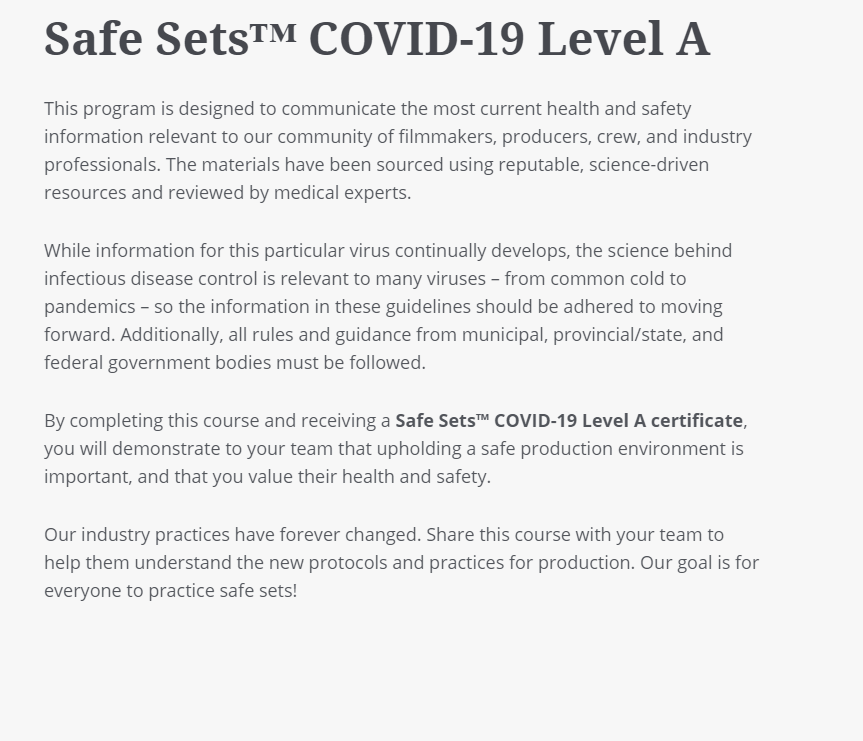 Safe Sets™ COVID-19 Level A
This program is designed to communicate the most current health and safety
information relevant to our community of filmmakers, producers, crew, and industry
professionals. The materials have been sourced using reputable, science-driven
resources and reviewed by medical experts.
While information for this particular virus continually develops, the science behind
infectious disease control is relevant to many viruses – from common cold to
pandemics – so the information in these guidelines should be adhered to moving
forward. Additionally, all rules and guidance from municipal, provincial/state, and
federal government bodies must be followed.
By completing this course and receiving a Safe Sets™ COVID-19 Level A certificate,
you will demonstrate to your team that upholding a safe production environment is
important, and that you value their health and safety.
Our industry practices have forever changed. Share this course with your team to
help them understand the new protocols and practices for production. Our goal is for
everyone to practice safe sets!